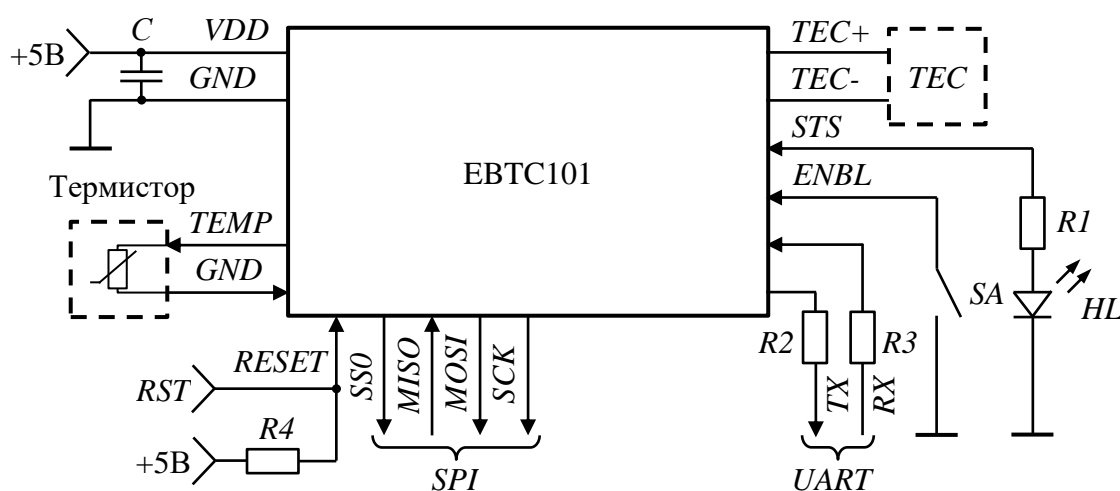 C
VDD
+5В
GND
EBTC101
TEC+
TEC-
TEC
STS
ENBL
Термистор
TEMP
GND
R1
SA
HL
RESET
RST
R4
+5В
SS0
MISO
MOSI
SCK
SPI
R2
R3
TX
RX
UART